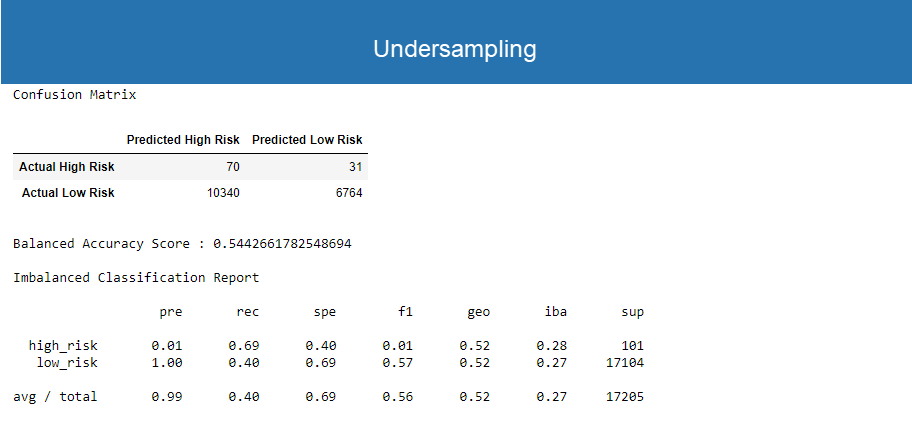 Undersampling
Confusion Matrix
Predicted High Risk Predicted Low Risk
Actual High Risk 70 31
Actual Low Risk 10340 6764
Balanced Accuracy Score : 0.5442661782548694
Imbalanced Classification Report
pre rec spe f1 geo iba sup
high_risk 0.01 0.69 0.40 0.01 0.52 0.28 101
low_risk 1.00 0.40 0.69 0.57 0.52 0.27 17104
avg / total 0.99 0.40 0.69 0.56 0.52 0.27 17205